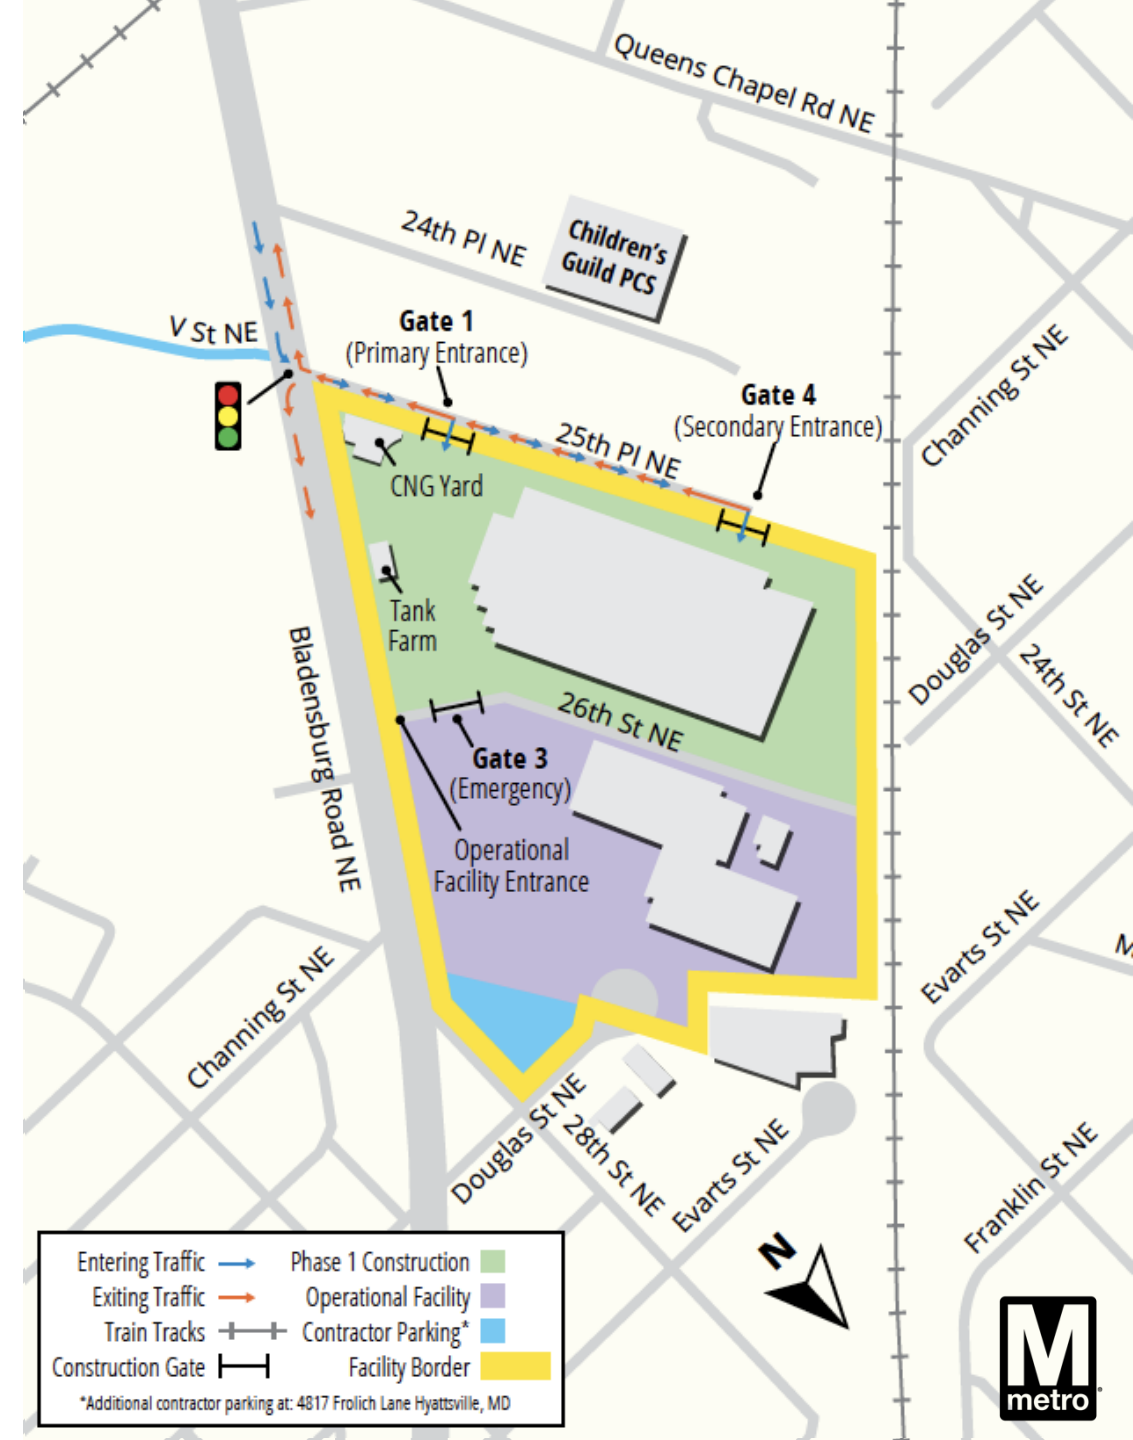 Queens Chapel Rd NE
24th Pl NE
Children's
Guild PCS
V St NE
Gate 1
(Primary Entrance)
Gate 4
(Secondary Entrance)
25th Pl NE
Channing St NE
CNG Yard
Tank
Farm
Douglas St NE
24th St NE
Bladensburg Road NE
26th St NE
Gate 3
(Emergency)
Operational
Facility Entrance
Evarts St NE
M
Channing St NE
Douglas St NE
28th St NE
Evarts St NE
Franklin St NE
N
Entering Traffic
Phase 1 Construction
Exiting Traffic
Operational Facility
Train Tracks
Contractor Parking*
Construction Gate
Facility Border
*Additional contractor parking at: 4817 Frolich Lane Hyattsville, MD
M
metro